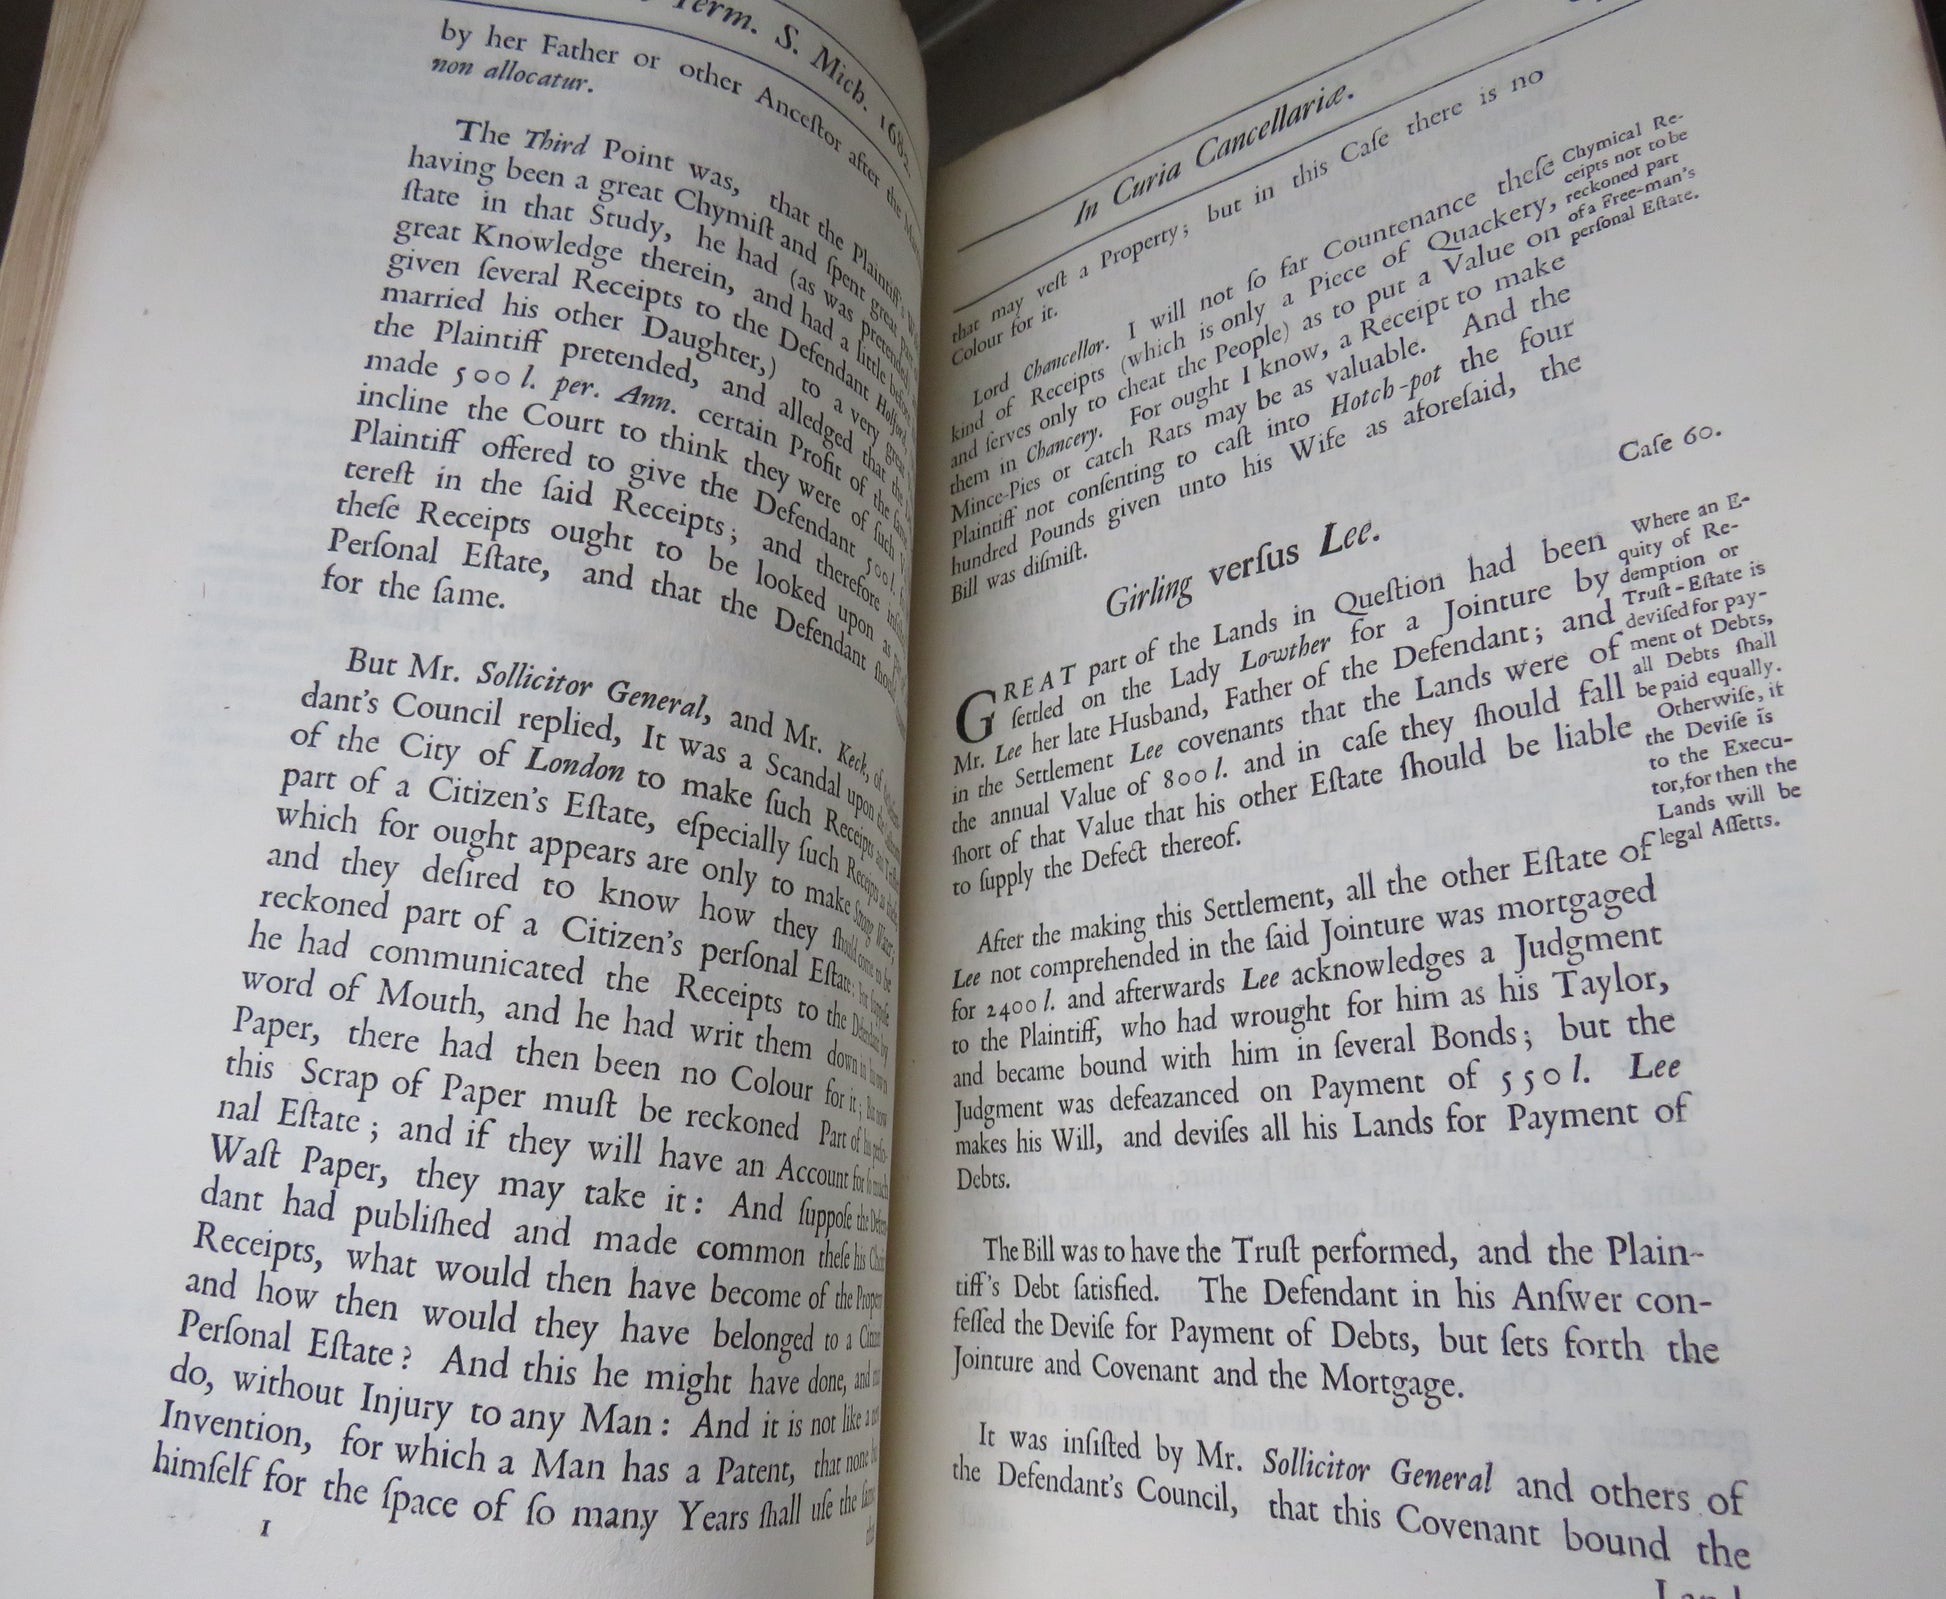 Term. S. Mich. 1682.
by her Father or other Anceſtor after the
non allocatur.
The Third Point was, that the Plaintiff's
having been a great Chymiſt and ſpent great part
ſtate in that Study, he had (as was pretended)
great Knowledge therein, and had a little before
given ſeveral Receipts to the Defendant Holford,
married his other Daughter,) to a very great
the Plaintiff pretended, and alledged that the
made 500 l. per. Ann. certain Profit of the ſame
incline the Court to think they were of ſuch
Plaintiff offered to give the Defendant 500l.
tereſt in the ſaid Receipts; and therefore inſiſted
theſe Receipts ought to be looked upon as
Perſonal Eſtate, and that the Defendant ſhould
for the ſame.
But Mr. Sollicitor General, and Mr. Keck, of
dant's Council replied, It was a Scandal upon the
of the City of London to make ſuch Receipts
part of a Citizen's Eſtate, eſpecially ſuch Receipts as
which for ought appears are only to make Strong Water;
and they deſired to know how they ſhould come to be
reckoned part of a Citizen's perſonal Eſtate: For ſuppoſe
he had communicated the Receipts to the Defendant by
word of Mouth, and he had writ them down in his own
Paper, there had then been no Colour for it; But now
this Scrap of Paper muſt be reckoned Part of his perſo-
nal Eſtate; and if they will have an Account for ſo much
Waſt Paper, they may take it: And ſuppoſe the Defen-
dant had publiſhed and made common theſe his
Receipts, what would then have become of the
and how then would they have belonged to a
Perſonal Eſtate? And this he might have done, and
do, without Injury to any Man: And it is not like a
Invention, for which a Man has a Patent, that none
himſelf for the ſpace of ſo many Years ſhall uſe the
1
In Curia Cancellariæ.
that may veſt a Property; but in this Caſe there is no
Colour for it.
Lord Chancellor. I will not ſo far Countenance theſe
kind of Receipts (which is only a Piece of Quackery,
and ſerves only to cheat the People) as to put a Value on
them in Chancery. For ought I know, a Receipt to make
Mince-Pies or catch Rats may be as valuable. And the
Plaintiff not conſenting to caſt into Hotch-pot the four
hundred Pounds given unto his Wife as aforeſaid, the
Bill was diſmiſt.
Chymical Re-
ceipts not to be
reckoned part
of a Free-man's
perſonal Eſtate.
Caſe 60.
Girling verſus Lee.
GREAT part of the Lands in Queſtion had been
ſettled on the Lady Lowther for a Jointure by
Mr. Lee her late Husband, Father of the Defendant; and
in the Settlement Lee covenants that the Lands were of
the annual Value of 800 l. and in caſe they ſhould fall
ſhort of that Value that his other Eſtate ſhould be liable
to ſupply the Defect thereof.
Where an E-
quity of Re-
demption or
Truſt-Eſtate is
deviſed for pay-
ment of Debts,
all Debts ſhall
be paid equally.
Otherwiſe, if
the Deviſe is
to the Execu-
tor, for then the
Lands will be
legal Aſſetts.
After the making this Settlement, all the other Eſtate of
Lee not comprehended in the ſaid Jointure was mortgaged
for 2400 l. and afterwards Lee acknowledges a Judgment
to the Plaintiff, who had wrought for him as his Taylor,
and became bound with him in ſeveral Bonds; but the
Judgment was defeazanced on Payment of 550 l. Lee
makes his Will, and deviſes all his Lands for Payment of
Debts.
The Bill was to have the Truſt performed, and the Plain-
tiff's Debt ſatisfied. The Defendant in his Anſwer con-
feſſed the Deviſe for Payment of Debts, but ſets forth the
Jointure and Covenant and the Mortgage.
It was inſiſted by Mr. Sollicitor General and others of
the Defendant's Council, that this Covenant bound the